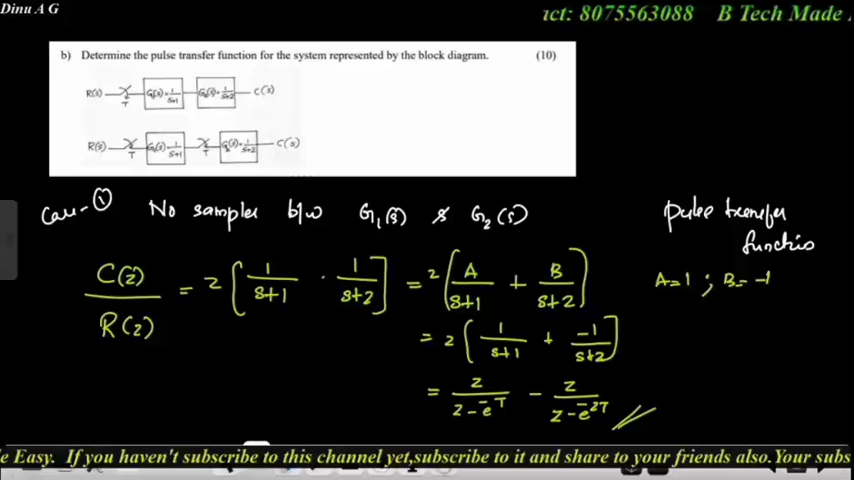 Dinu A G
ıct: 8075563088 B Tech Made
b) Determine the pulse transfer function for the system represented by the block diagram. (10)
R(s) T G₁(s)=1/(s+1) G₂(s)=1/(s+2) C(s)
R(s) T G₁(s)=1/(s+1) T G₂(s)=1/(s+2) C(s)
Case-① No sampler b/w G₁(s) & G₂(s)
pulse transfer
functio
C(z)/R(z) = z[1/(s+1) · 1/(s+2)] = z[A/(s+1) + B/(s+2)]
A=1 ; B=-1
= z[1/(s+1) + -1/(s+2)]
= z/(z-e^-T) - z/(z-e^-2T)
le Easy. If you haven't subscribe to this channel yet,subscribe to it and share to your friends also.Your subs